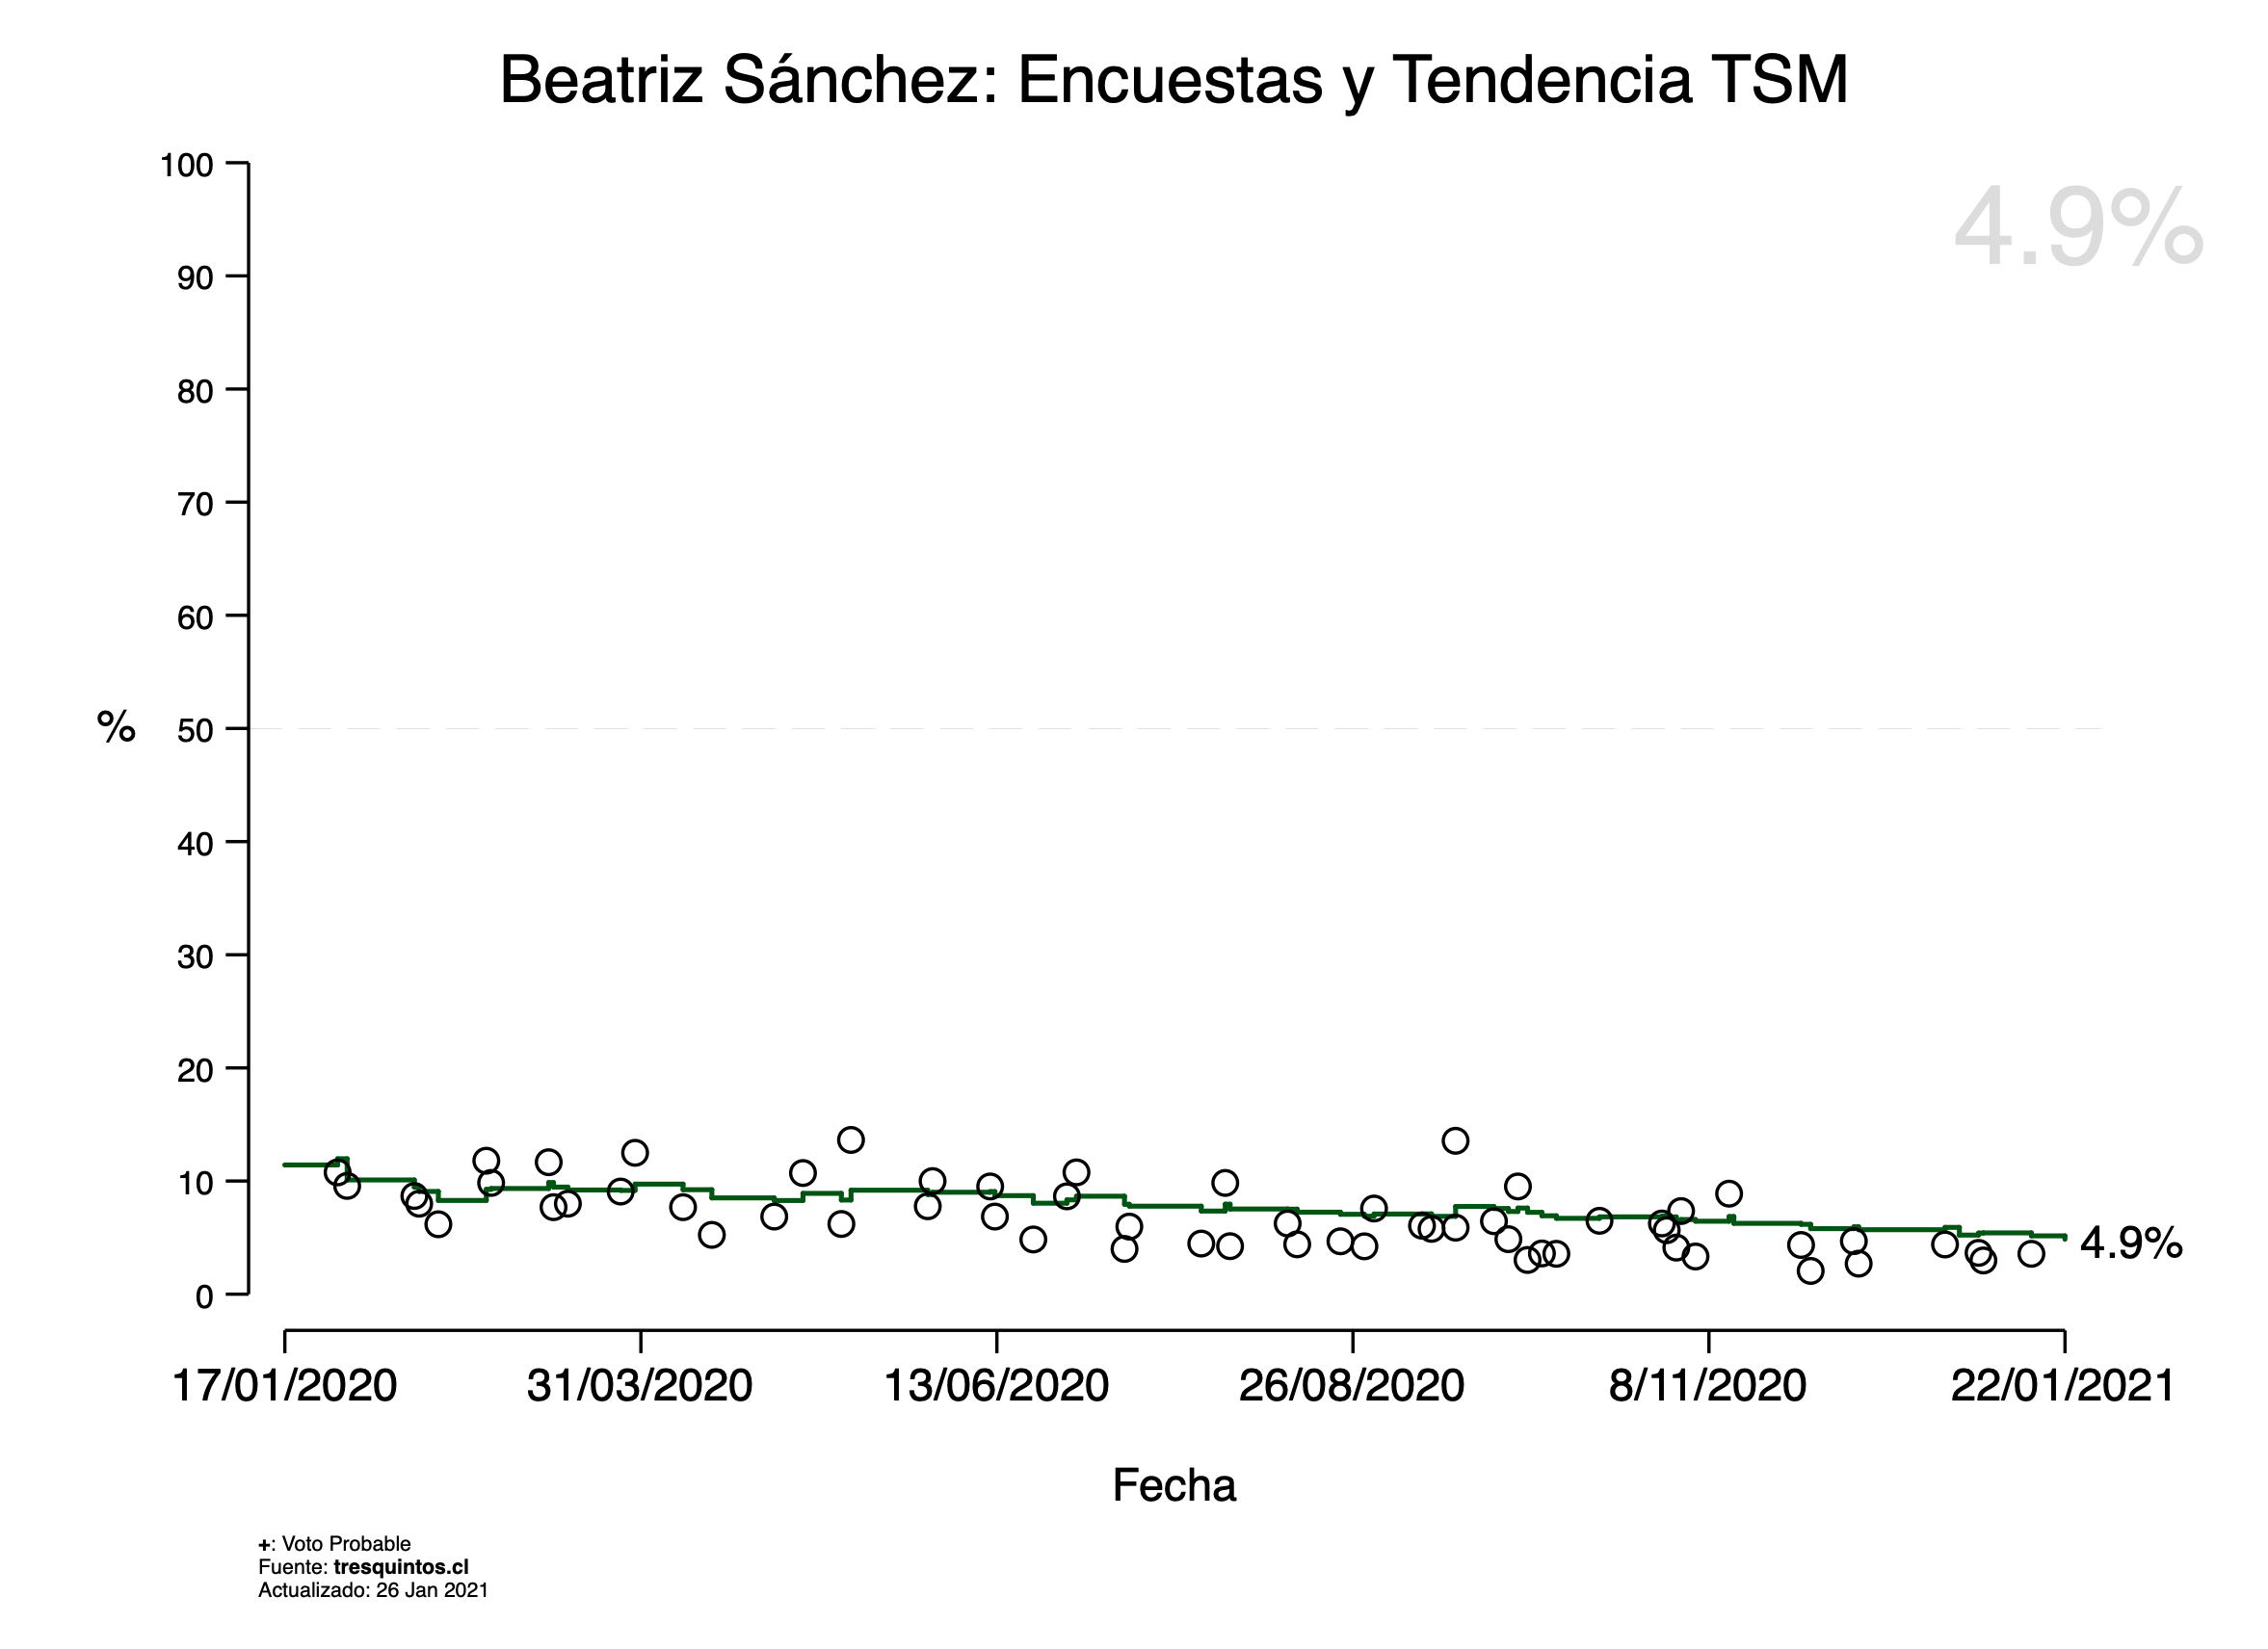 Beatriz Sánchez: Encuestas y Tendencia TSM
4.9%
100
90
80
70
60
% 50
40
30
20
10
0
4.9%
17/01/2020 31/03/2020 13/06/2020 26/08/2020 8/11/2020 22/01/2021
Fecha
+: Voto Probable
Fuente: tresquintos.cl
Actualizado: 26 Jan 2021